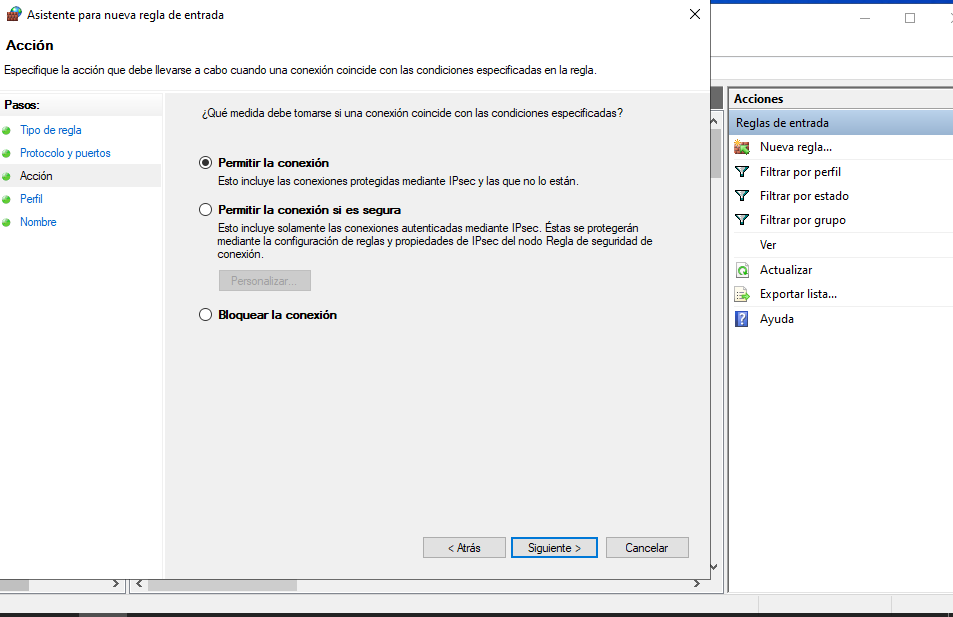 Asistente para nueva regla de entrada
Acción
Especifique la acción que debe llevarse a cabo cuando una conexión coincide con las condiciones especificadas en la regla.
Pasos:
Tipo de regla
Protocolo y puertos
Acción
Perfil
Nombre
¿Qué medida debe tomarse si una conexión coincide con las condiciones especificadas?
Permitir la conexión
Esto incluye las conexiones protegidas mediante IPsec y las que no lo están.
Permitir la conexión si es segura
Esto incluye solamente las conexiones autenticadas mediante IPsec. Éstas se protegerán
mediante la configuración de reglas y propiedades de IPsec del nodo Regla de seguridad de
conexión.
Personalizar...
Bloquear la conexión
< Atrás
Siguiente >
Cancelar
Acciones
Reglas de entrada
Nueva regla...
Filtrar por perfil
Filtrar por estado
Filtrar por grupo
Ver
Actualizar
Exportar lista...
Ayuda